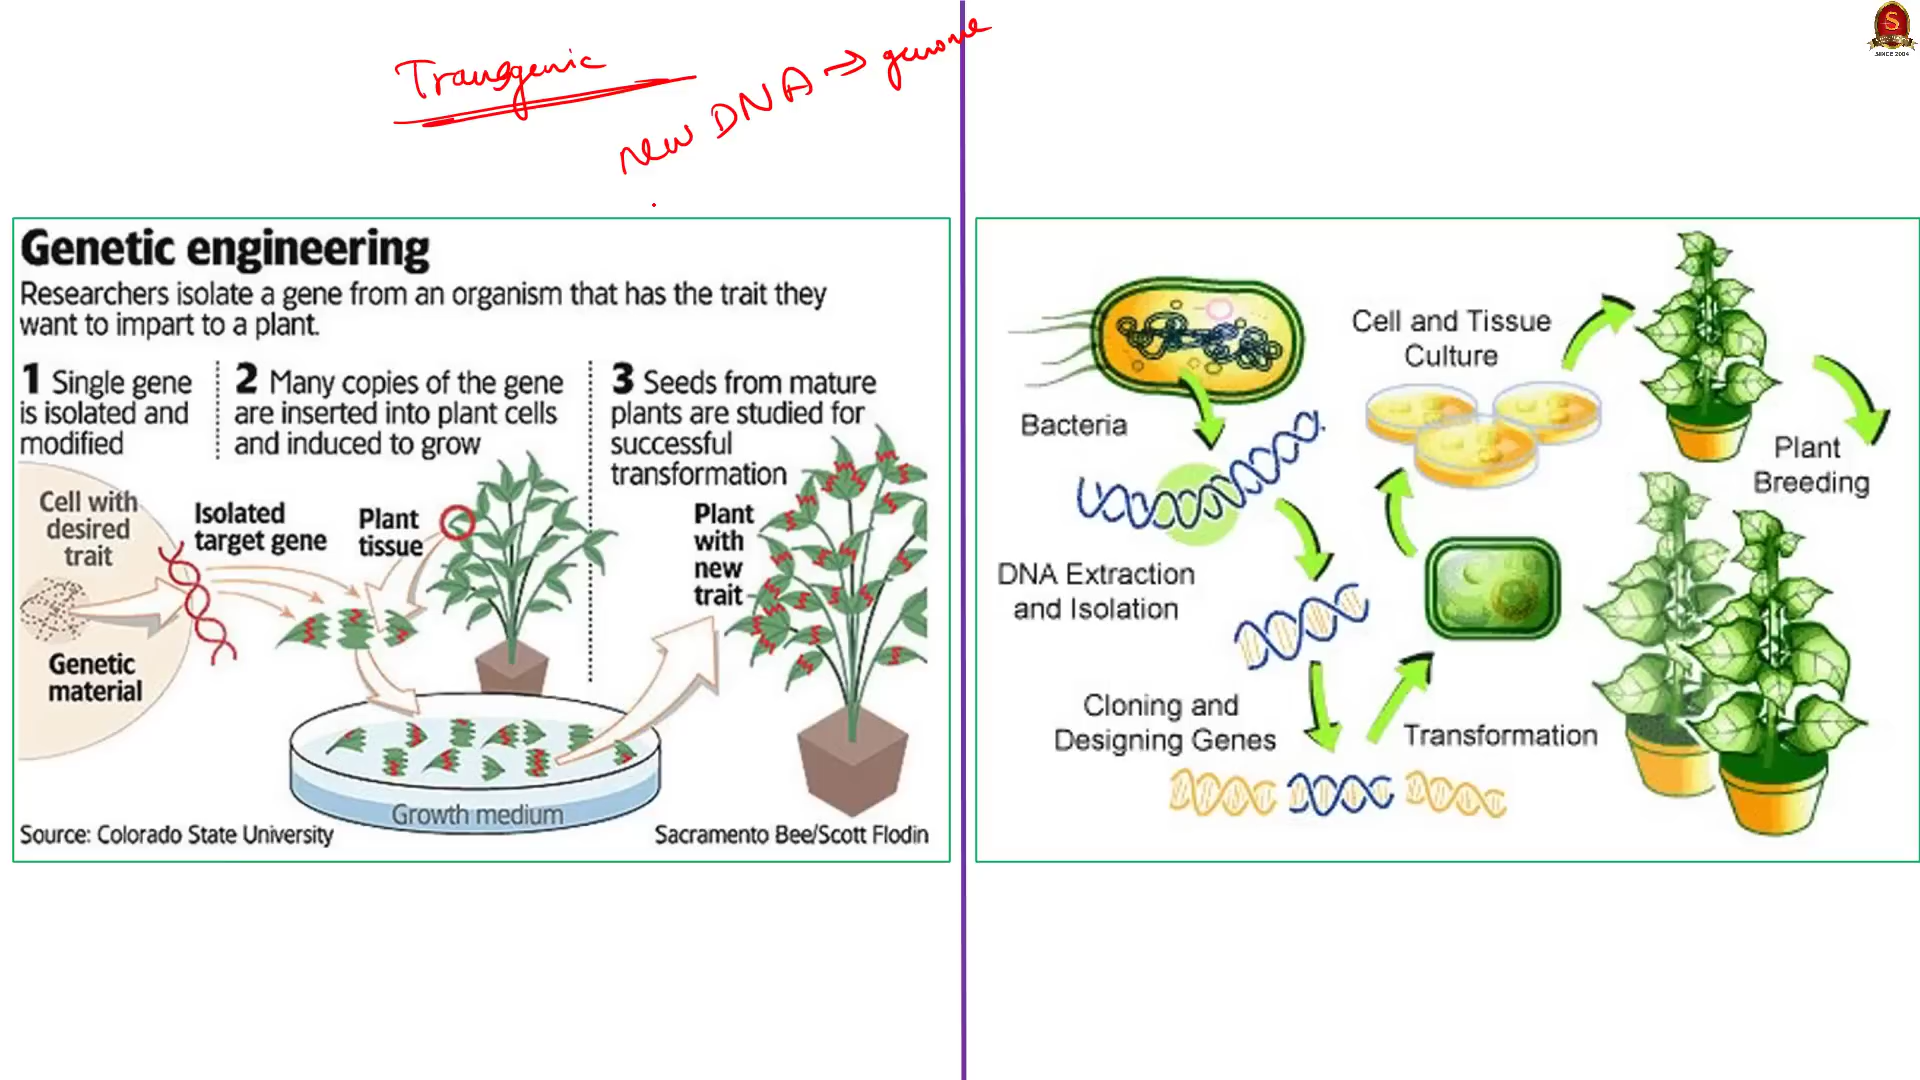 Transgenic
new DNA → genome
S
SINCE 2004
Genetic engineering
Researchers isolate a gene from an organism that has the trait they
want to impart to a plant.
1 Single gene
is isolated and
modified
2 Many copies of the gene
are inserted into plant cells
and induced to grow
3 Seeds from mature
plants are studied for
successful
transformation
Cell with
desired
trait
Isolated
target gene
Plant
tissue
Plant
with
new
trait
Genetic
material
Growth medium
Source: Colorado State University
Sacramento Bee/Scott Flodin
Bacteria
DNA Extraction
and Isolation
Cloning and
Designing Genes
Transformation
Cell and Tissue
Culture
Plant
Breeding